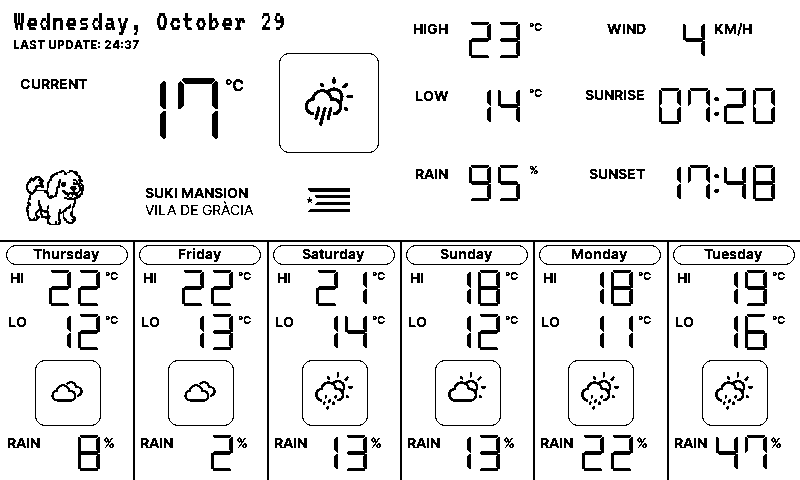 Wednesday, October 29
LAST UPDATE: 24:37
CURRENT 17 °C
HIGH 23 °C
WIND 4 KM/H
LOW 14 °C
SUNRISE 07:20
RAIN 95 %
SUNSET 17:48
SUKI MANSION
VILA DE GRÀCIA
Thursday
HI 22 °C
LO 12 °C
RAIN 8 %
Friday
HI 22 °C
LO 13 °C
RAIN 2 %
Saturday
HI 21 °C
LO 14 °C
RAIN 13 %
Sunday
HI 18 °C
LO 12 °C
RAIN 13 %
Monday
HI 18 °C
LO 11 °C
RAIN 22 %
Tuesday
HI 19 °C
LO 16 °C
RAIN 47 %